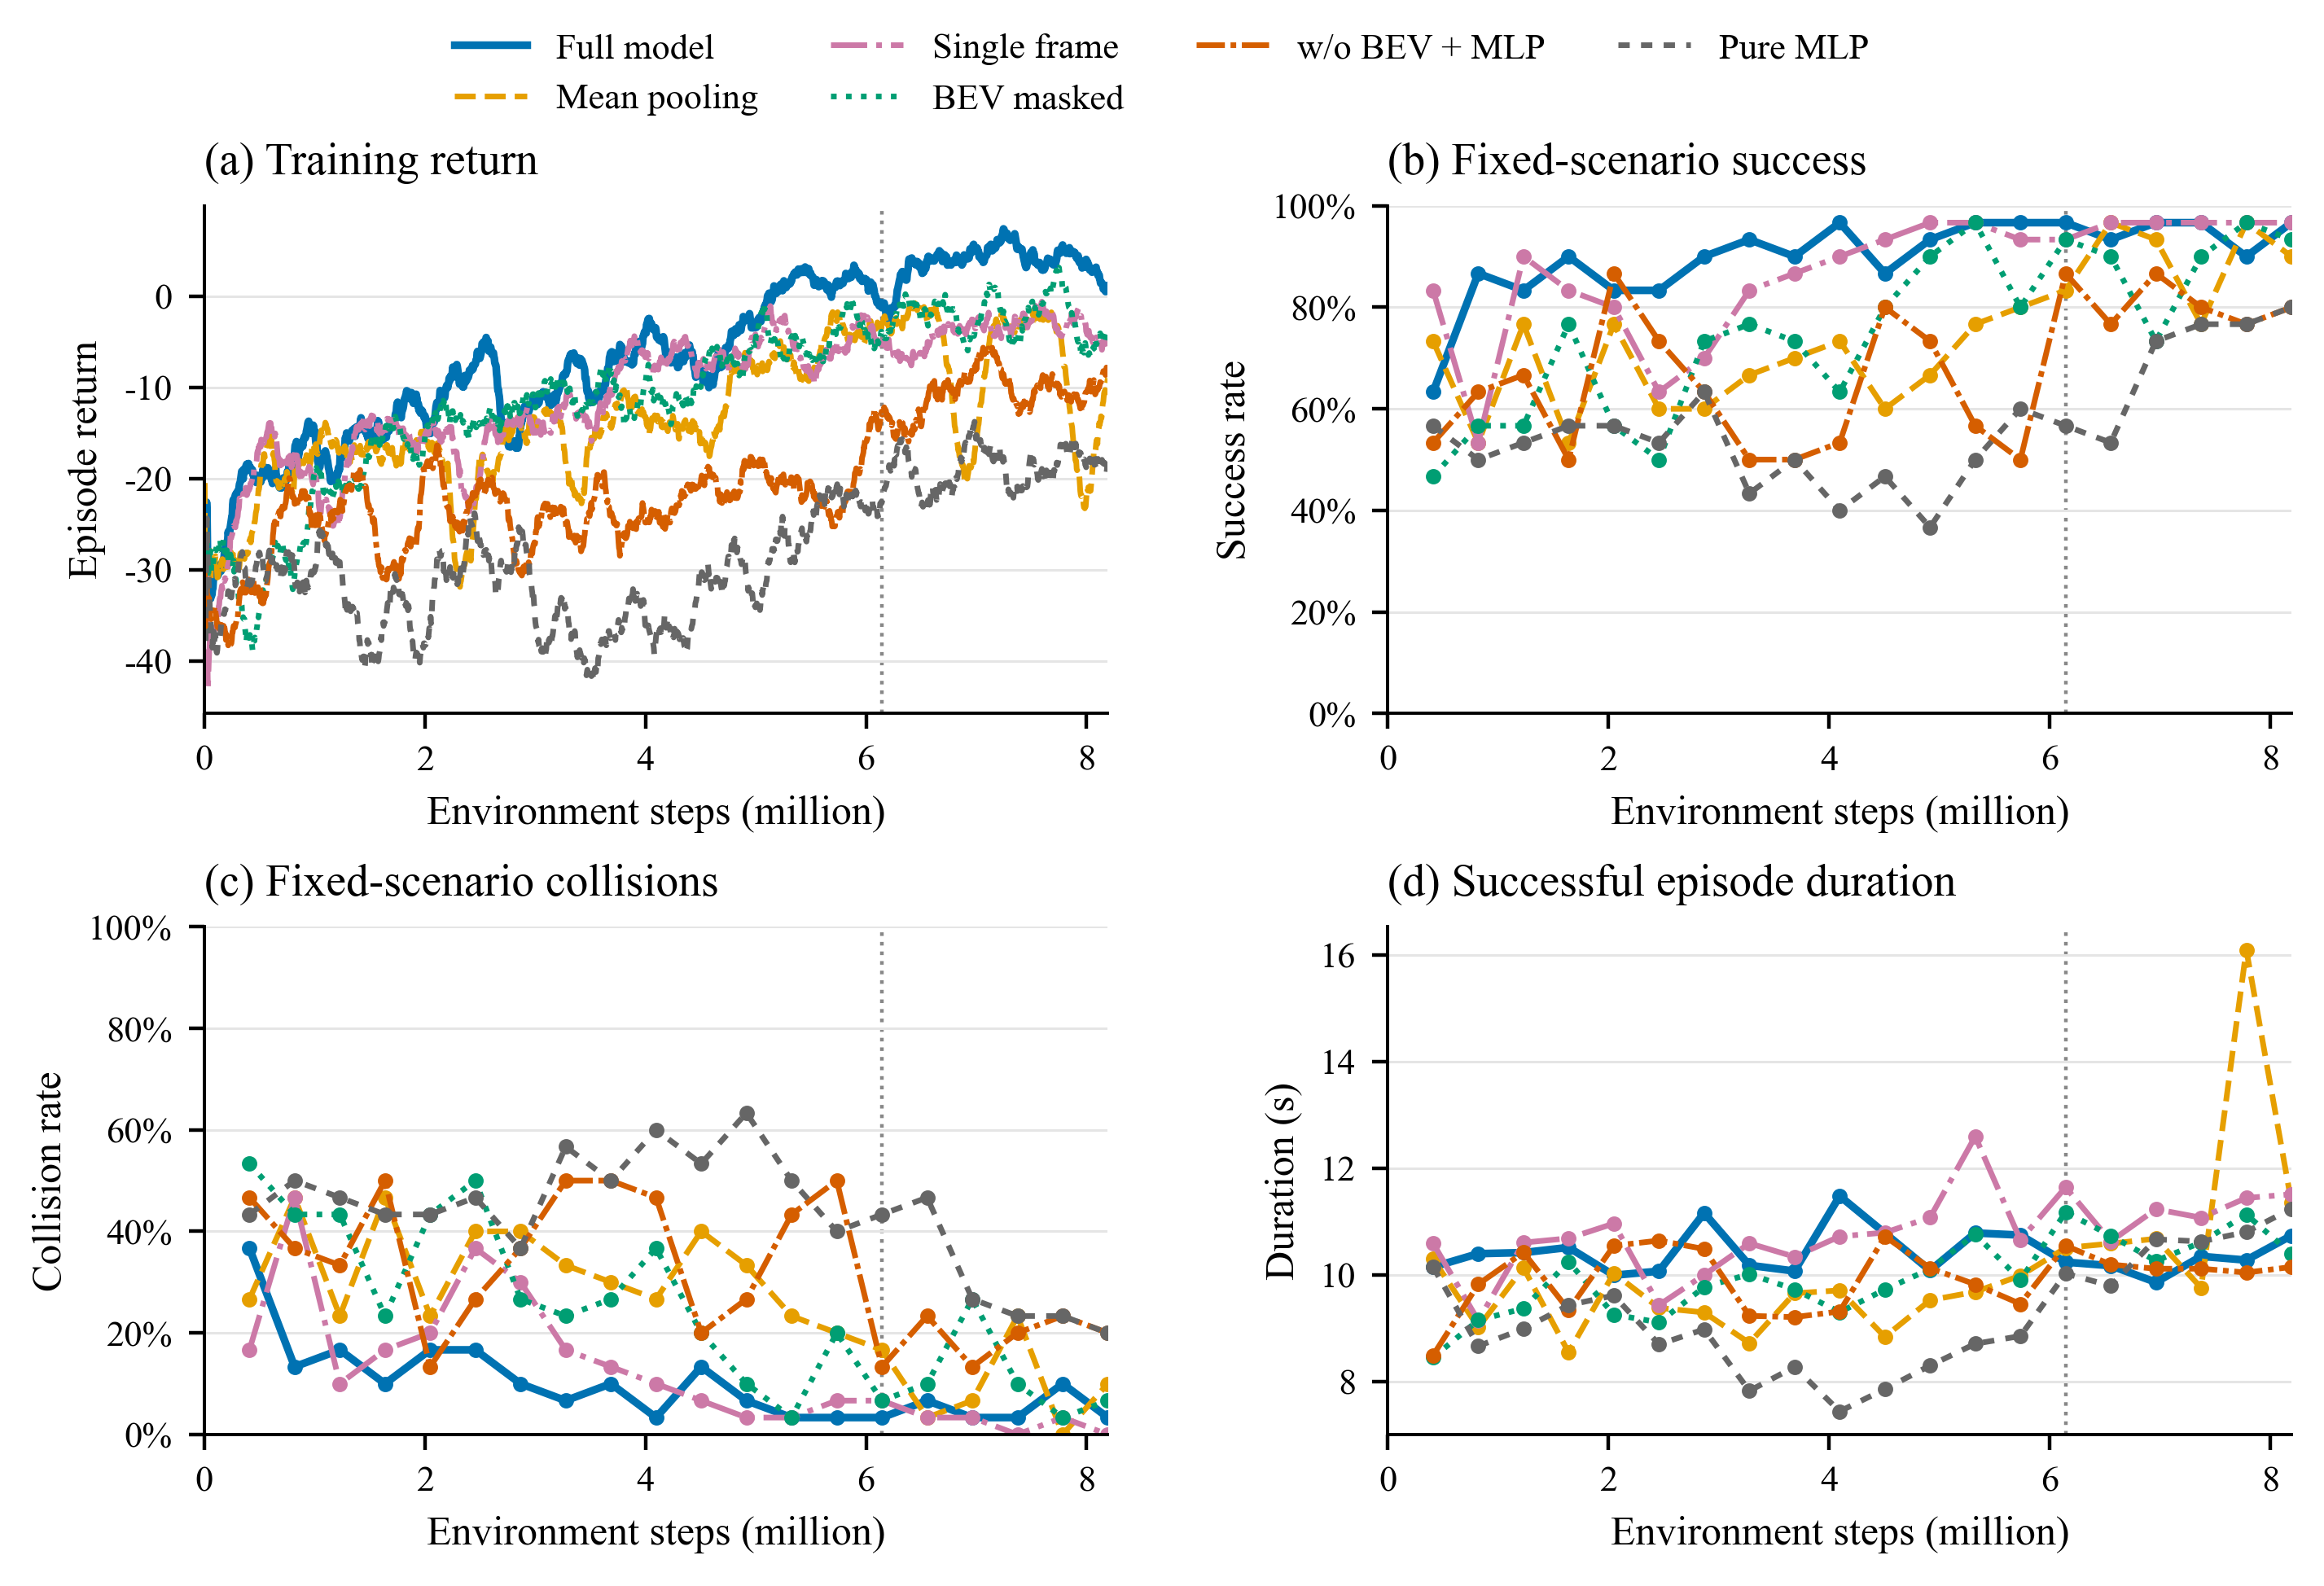 Full model
Single frame
w/o BEV + MLP
Pure MLP
Mean pooling
BEV masked
(a) Training return
0
-10
-20
-30
-40
Episode return
0 2 4 6 8
Environment steps (million)
(b) Fixed-scenario success
100%
80%
60%
40%
20%
0%
Success rate
0 2 4 6 8
Environment steps (million)
(c) Fixed-scenario collisions
100%
80%
60%
40%
20%
0%
Collision rate
0 2 4 6 8
Environment steps (million)
(d) Successful episode duration
16
14
12
10
8
Duration (s)
0 2 4 6 8
Environment steps (million)